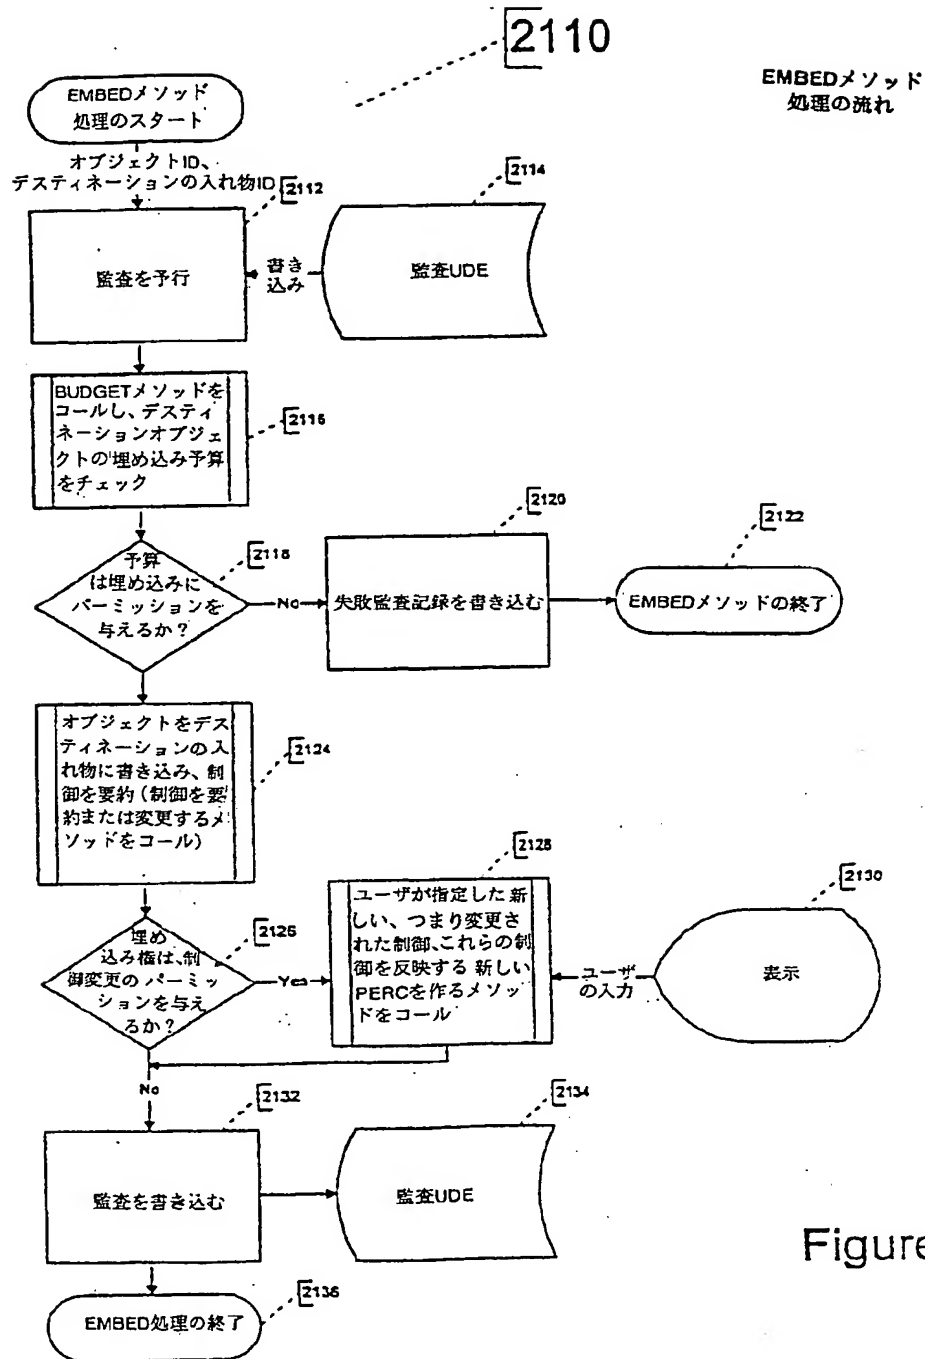 2110
EMBEDメソッド
処理の流れ
EMBEDメソッド
処理のスタート
オブジェクトID、
デスティネーションの入れ物ID
2112
監査を予行
書き
込み
2114
監査UDE
BUDGETメソッドを
コールし、デスティ
ネーションオブジェ
クトの埋め込み予算
をチェック
2116
予算
は埋め込みに
パーミッションを
与えるか？
2118
No
2120
失敗監査記録を書き込む
2122
EMBEDメソッドの終了
オブジェクトをデス
ティネーションの入
れ物に書き込み、制
御を要約（制御を要
約または変更するメ
ソッドをコール）
2124
埋め
込み権は、制
御変更のパーミッ
ションを与え
るか？
2126
Yes
2128
ユーザが指定した新
しい、つまり変更さ
れた制御、これらの制
御を反映する新しい
PERCを作るメソッド
をコール
ユーザ
の入力
2130
表示
No
2132
監査を書き込む
2134
監査UDE
2136
EMBED処理の終了
Figure